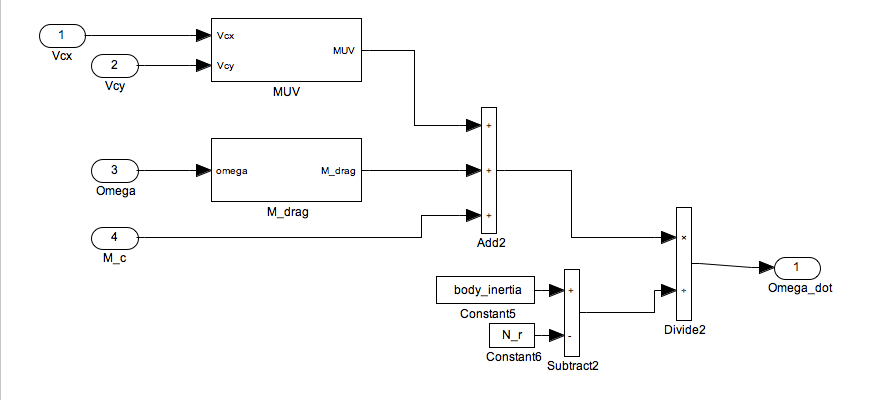 1
Vcx
2
Vcy
Vcx
Vcy
MUV
MUV
3
Omega
omega
M_drag
M_drag
4
M_c
+
+
+
Add2
body_inertia
Constant5
N_r
Constant6
+
-
Subtract2
×
÷
Divide2
1
Omega_dot